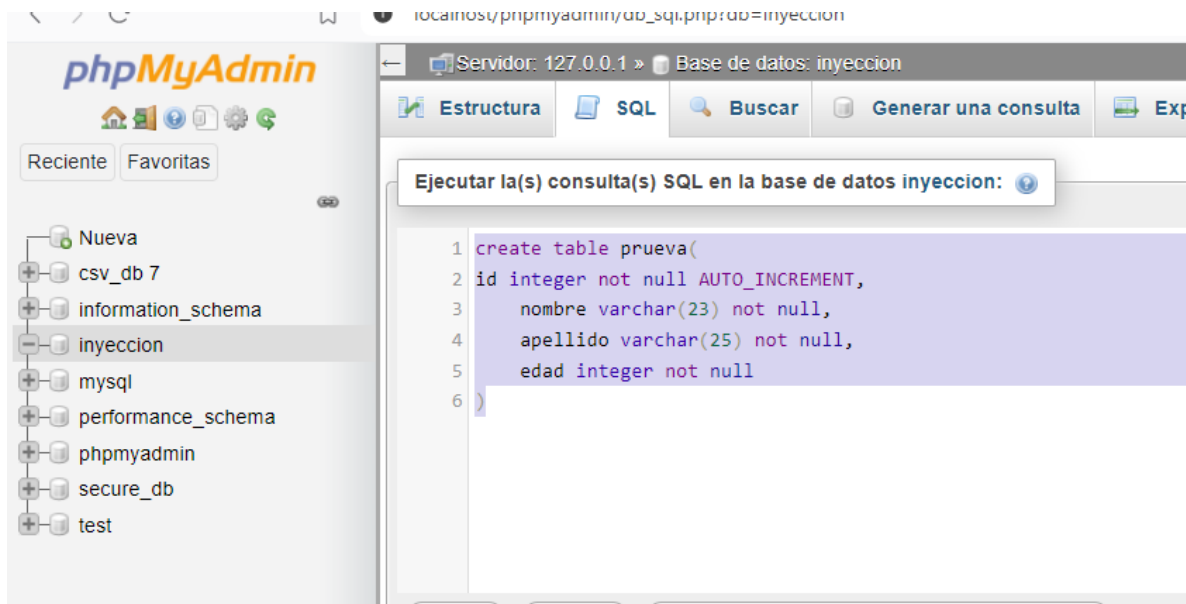 localhost/phpmyadmin/db_sql.php?db=inyeccion
phpMyAdmin
Reciente Favoritas
Nueva
csv_db 7
information_schema
inyeccion
mysql
performance_schema
phpmyadmin
secure_db
test
← Servidor: 127.0.0.1 » Base de datos: inyeccion
Estructura SQL Buscar Generar una consulta Exp
Ejecutar la(s) consulta(s) SQL en la base de datos inyeccion:
1 create table prueva(
2 id integer not null AUTO_INCREMENT,
3 nombre varchar(23) not null,
4 apellido varchar(25) not null,
5 edad integer not null
6 )